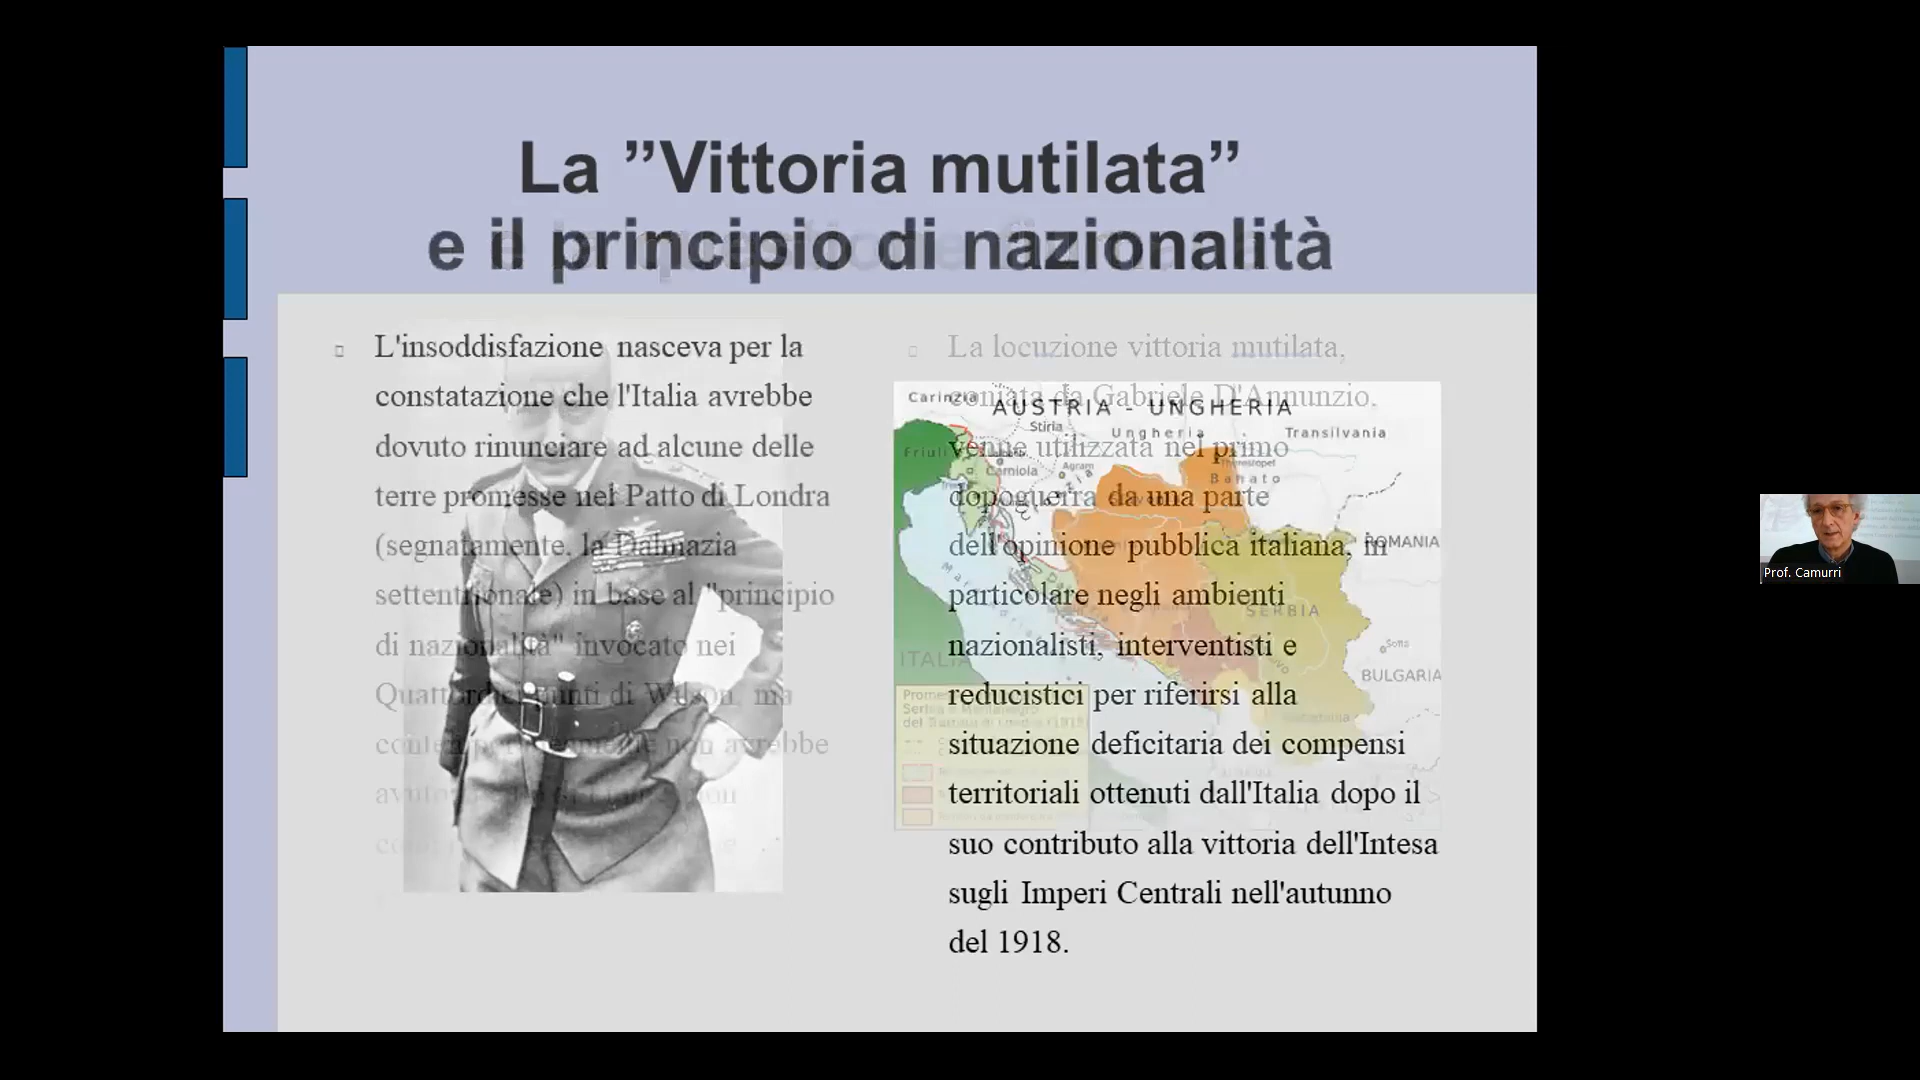 La ”Vittoria mutilata”
e il principio di nazionalità
L'insoddisfazione nasceva per la
constatazione che l'Italia avrebbe
dovuto rinunciare ad alcune delle
terre promesse nel Patto di Londra
(segnatamente, la Dalmazia
settentrionale) in base al "principio
di nazionalità" invocato nei
Quattordici punti di Wilson, ma
contemporaneamente non avrebbe
La locuzione vittoria mutilata,
coniata da Gabriele D'Annunzio,
venne utilizzata nel primo
dopoguerra da una parte
dell'opinione pubblica italiana, in
particolare negli ambienti
nazionalisti, interventisti e
reducistici per riferirsi alla
situazione deficitaria dei compensi
territoriali ottenuti dall'Italia dopo il
suo contributo alla vittoria dell'Intesa
sugli Imperi Centrali nell'autunno
del 1918.
Carinzia
AUSTRIA - UNGHERIA
Stiria
Ungheria
Transilvania
Friuli
Carniola
Agram
Banato
ROMANIA
SERBIA
Sofia
ITALIA
BULGARIA
Prof. Camurri